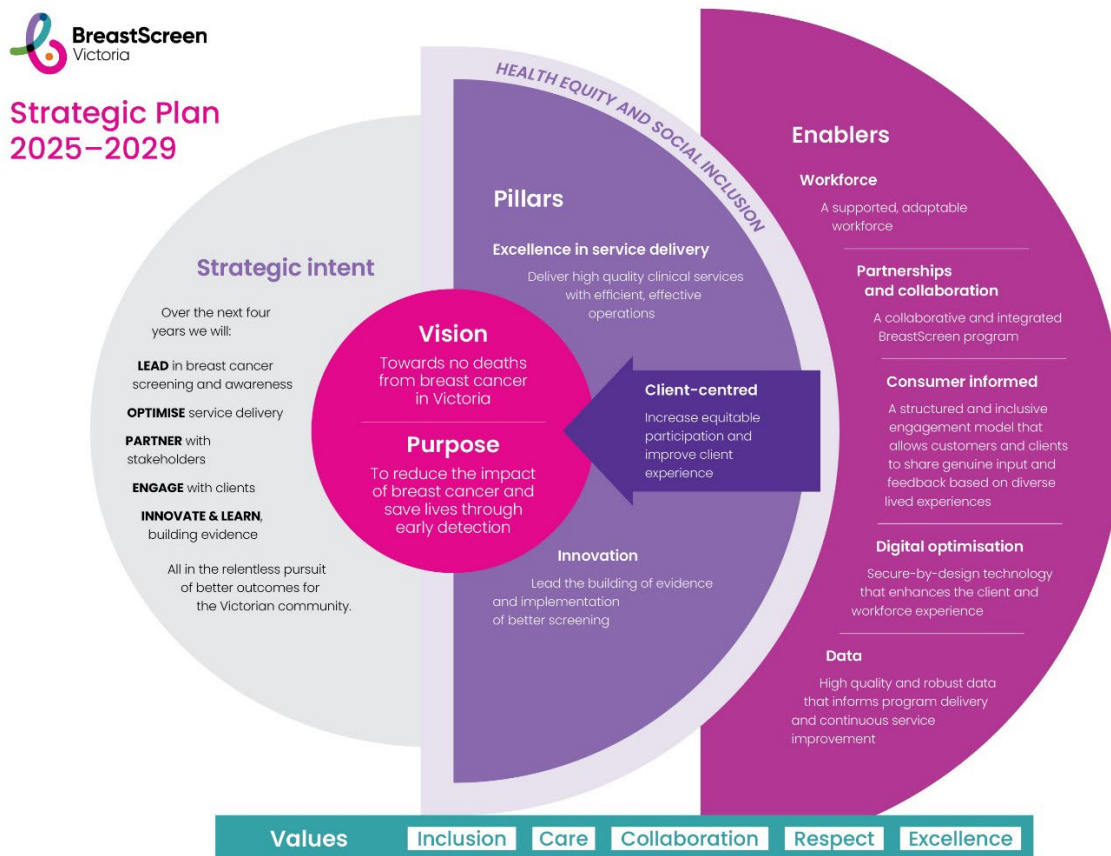 BreastScreen
Victoria
Strategic Plan
2025–2029
Strategic intent
Over the next four
years we will:
LEAD in breast cancer
screening and awareness
OPTIMISE service delivery
PARTNER with
stakeholders
ENGAGE with clients
INNOVATE & LEARN,
building evidence
All in the relentless pursuit
of better outcomes for
the Victorian community.
Vision
Towards no deaths
from breast cancer
in Victoria
Purpose
To reduce the impact
of breast cancer and
save lives through
early detection
HEALTH EQUITY AND SOCIAL INCLUSION
Pillars
Excellence in service delivery
Deliver high quality clinical services
with efficient, effective
operations
Client-centred
Increase equitable
participation and
improve client
experience
Innovation
Lead the building of evidence
and implementation
of better screening
Enablers
Workforce
A supported, adaptable
workforce
Partnerships
and collaboration
A collaborative and integrated
BreastScreen program
Consumer informed
A structured and inclusive
engagement model that
allows customers and clients
to share genuine input and
feedback based on diverse
lived experiences
Digital optimisation
Secure-by-design technology
that enhances the client and
workforce experience
Data
High quality and robust data
that informs program delivery
and continuous service
improvement
Values Inclusion Care Collaboration Respect Excellence